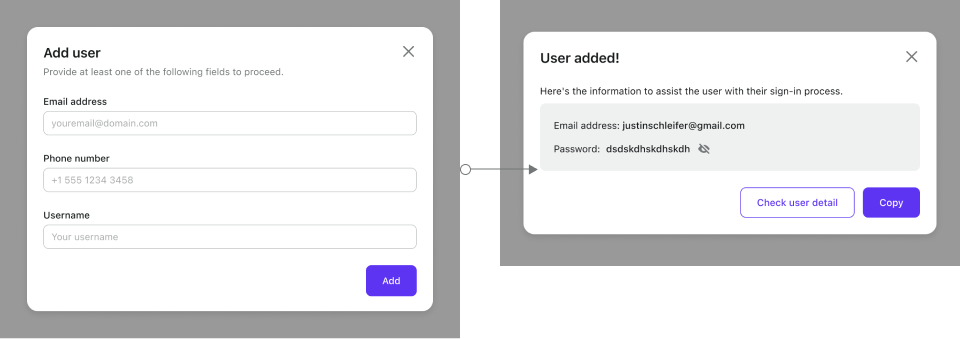 Add user
Provide at least one of the following fields to proceed.
Email address
youremail@domain.com
Phone number
+1 555 1234 3458
Username
Your username
Add
User added!
Here's the information to assist the user with their sign-in process.
Email address: justinschleifer@gmail.com
Password: dsdskdhskdhskdh
Check user detail
Copy